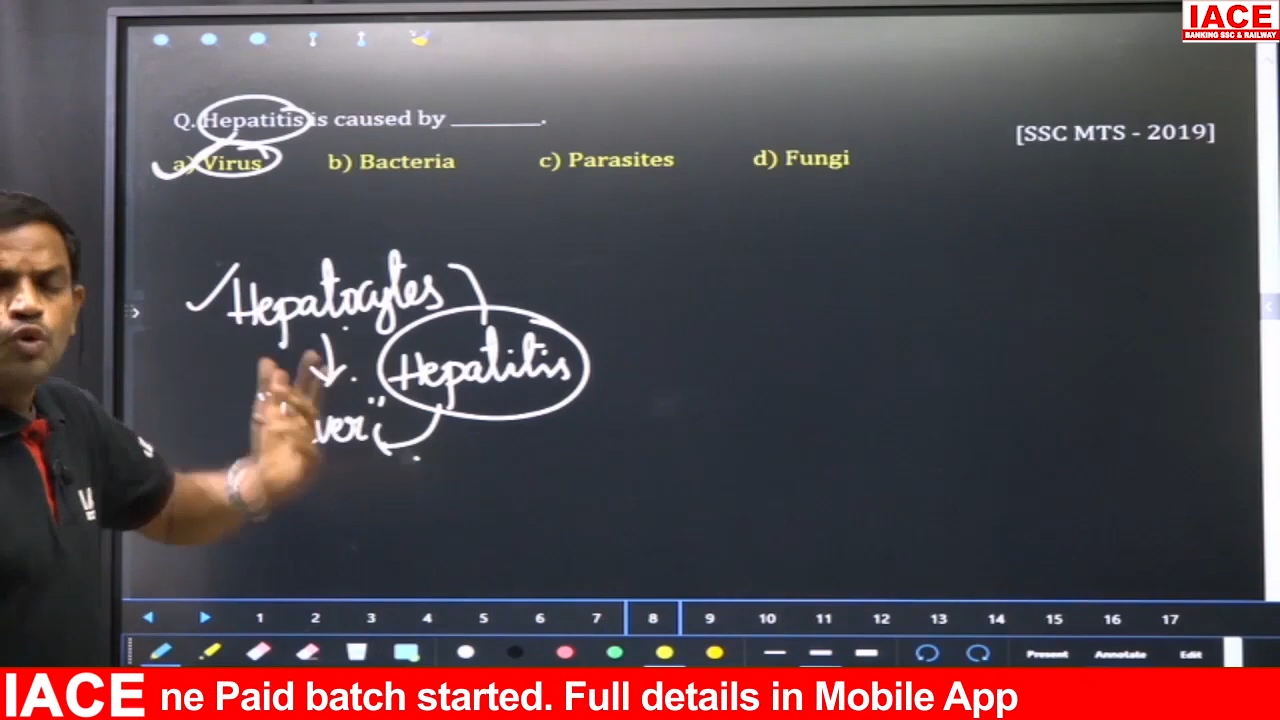 IACE
BANKING SSC & RAILWAY
Q. Hepatitis is caused by ________.
[SSC MTS - 2019]
a) Virus b) Bacteria c) Parasites d) Fungi
Hepatocytes
Hepatitis
1 2 3 4 5 6 7 8 9 10 11 12 13 14 15 16 17
Present Annotate Edit
IACE ne Paid batch started. Full details in Mobile App